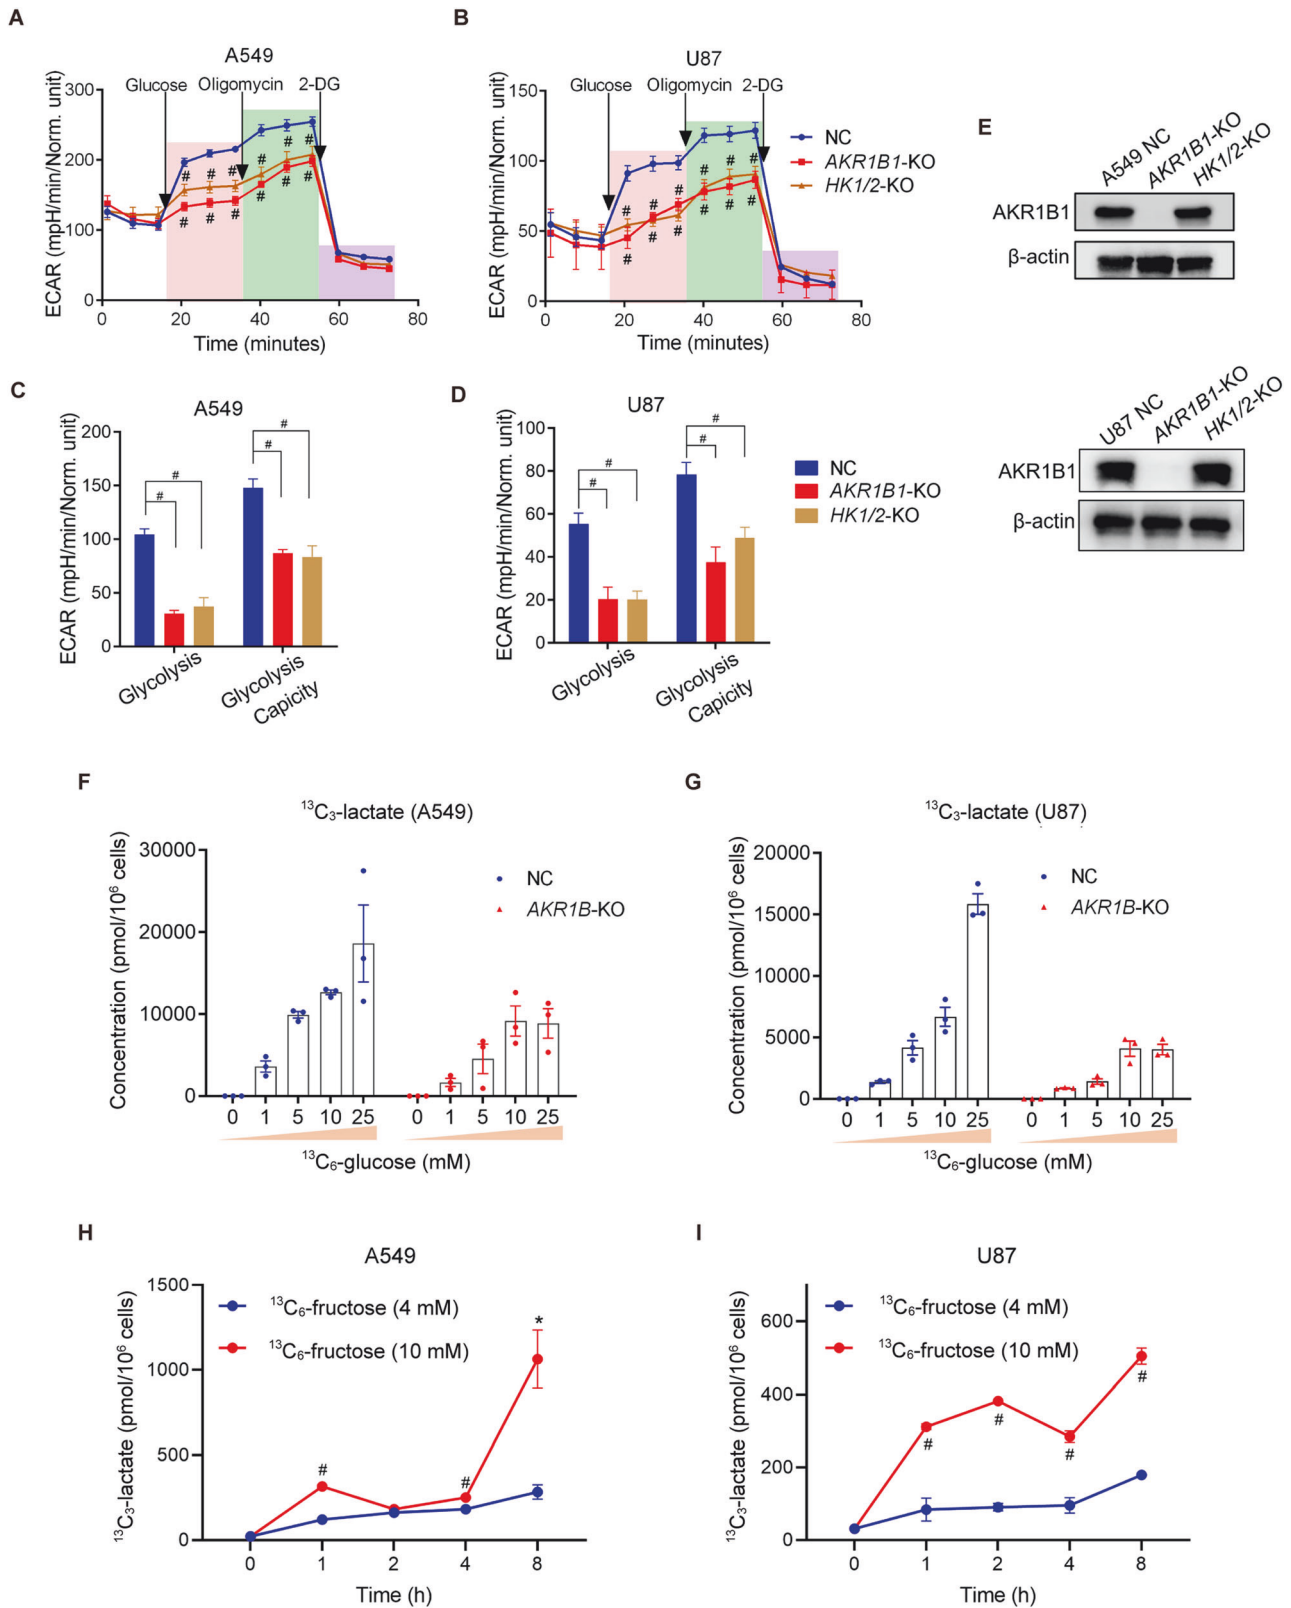 A
A549
Glucose
Oligomycin
2-DG
ECAR (mpH/min/Norm. unit)
300
200
100
0
# # # # # #
# # # # # #
0 20 40 60 80
Time (minutes)
B
U87
Glucose
Oligomycin
2-DG
ECAR (mpH/min/Norm. unit)
150
100
50
0
# # # # # #
# # # # # #
0 20 40 60 80
Time (minutes)
NC
AKR1B1-KO
HK1/2-KO
E
A549 NC
AKR1B1-KO
HK1/2-KO
AKR1B1
β-actin
U87 NC
AKR1B1-KO
HK1/2-KO
AKR1B1
β-actin
C
A549
ECAR (mpH/min/Norm. unit)
200
150
100
50
0
# #
# #
Glycolysis
Glycolysis
Capicity
D
U87
ECAR (mpH/min/Norm. unit)
100
80
60
40
20
0
# #
# #
Glycolysis
Glycolysis
Capicity
NC
AKR1B1-KO
HK1/2-KO
F
¹³C₃-lactate (A549)
Concentration (pmol/10⁶ cells)
30000
20000
10000
0
NC
AKR1B-KO
0 1 5 10 25 0 1 5 10 25
¹³C₆-glucose (mM)
G
¹³C₃-lactate (U87)
Concentration (pmol/10⁶ cells)
20000
15000
10000
5000
0
NC
AKR1B-KO
0 1 5 10 25 0 1 5 10 25
¹³C₆-glucose (mM)
H
A549
¹³C₃-lactate (pmol/10⁶ cells)
1500
1000
500
0
¹³C₆-fructose (4 mM)
¹³C₆-fructose (10 mM)
# # *
0 1 2 4 8
Time (h)
I
U87
¹³C₃-lactate (pmol/10⁶ cells)
600
400
200
0
¹³C₆-fructose (4 mM)
¹³C₆-fructose (10 mM)
# # # #
0 1 2 4 8
Time (h)